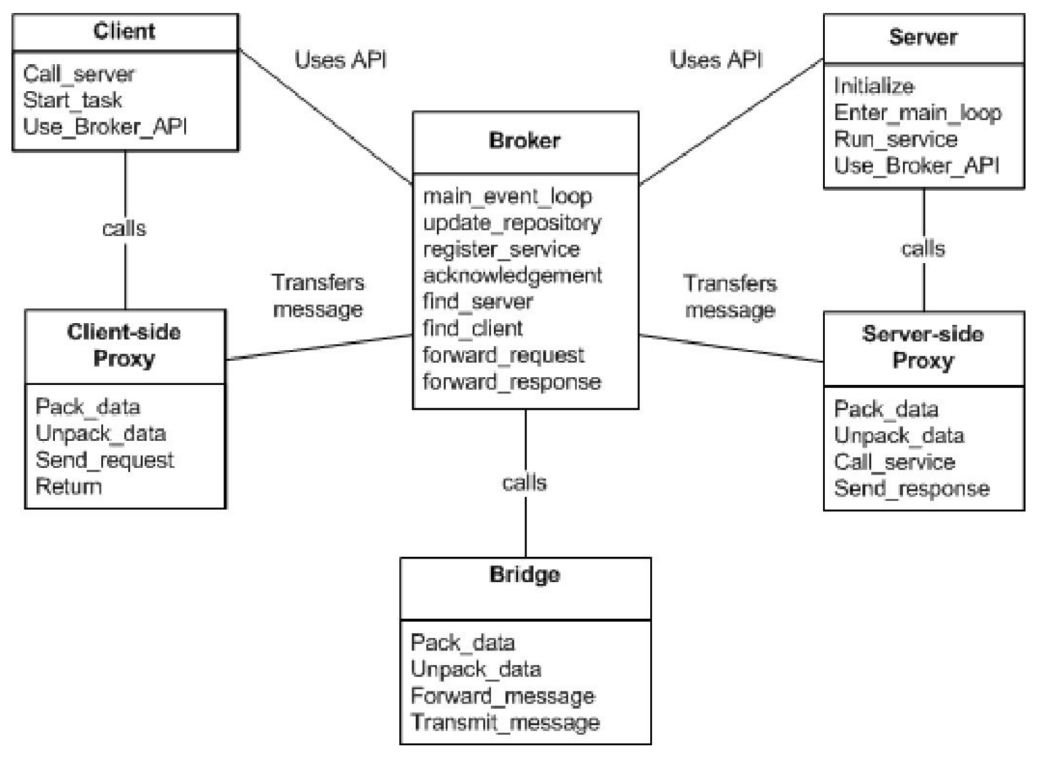 Client
Call_server
Start_task
Use_Broker_API
Uses API
Uses API
Server
Initialize
Enter_main_loop
Run_service
Use_Broker_API
Broker
main_event_loop
update_repository
register_service
acknowledgement
find_server
find_client
forward_request
forward_response
calls
calls
Transfers
message
Transfers
message
Client-side
Proxy
Pack_data
Unpack_data
Send_request
Return
Server-side
Proxy
Pack_data
Unpack_data
Call_service
Send_response
calls
Bridge
Pack_data
Unpack_data
Forward_message
Transmit_message